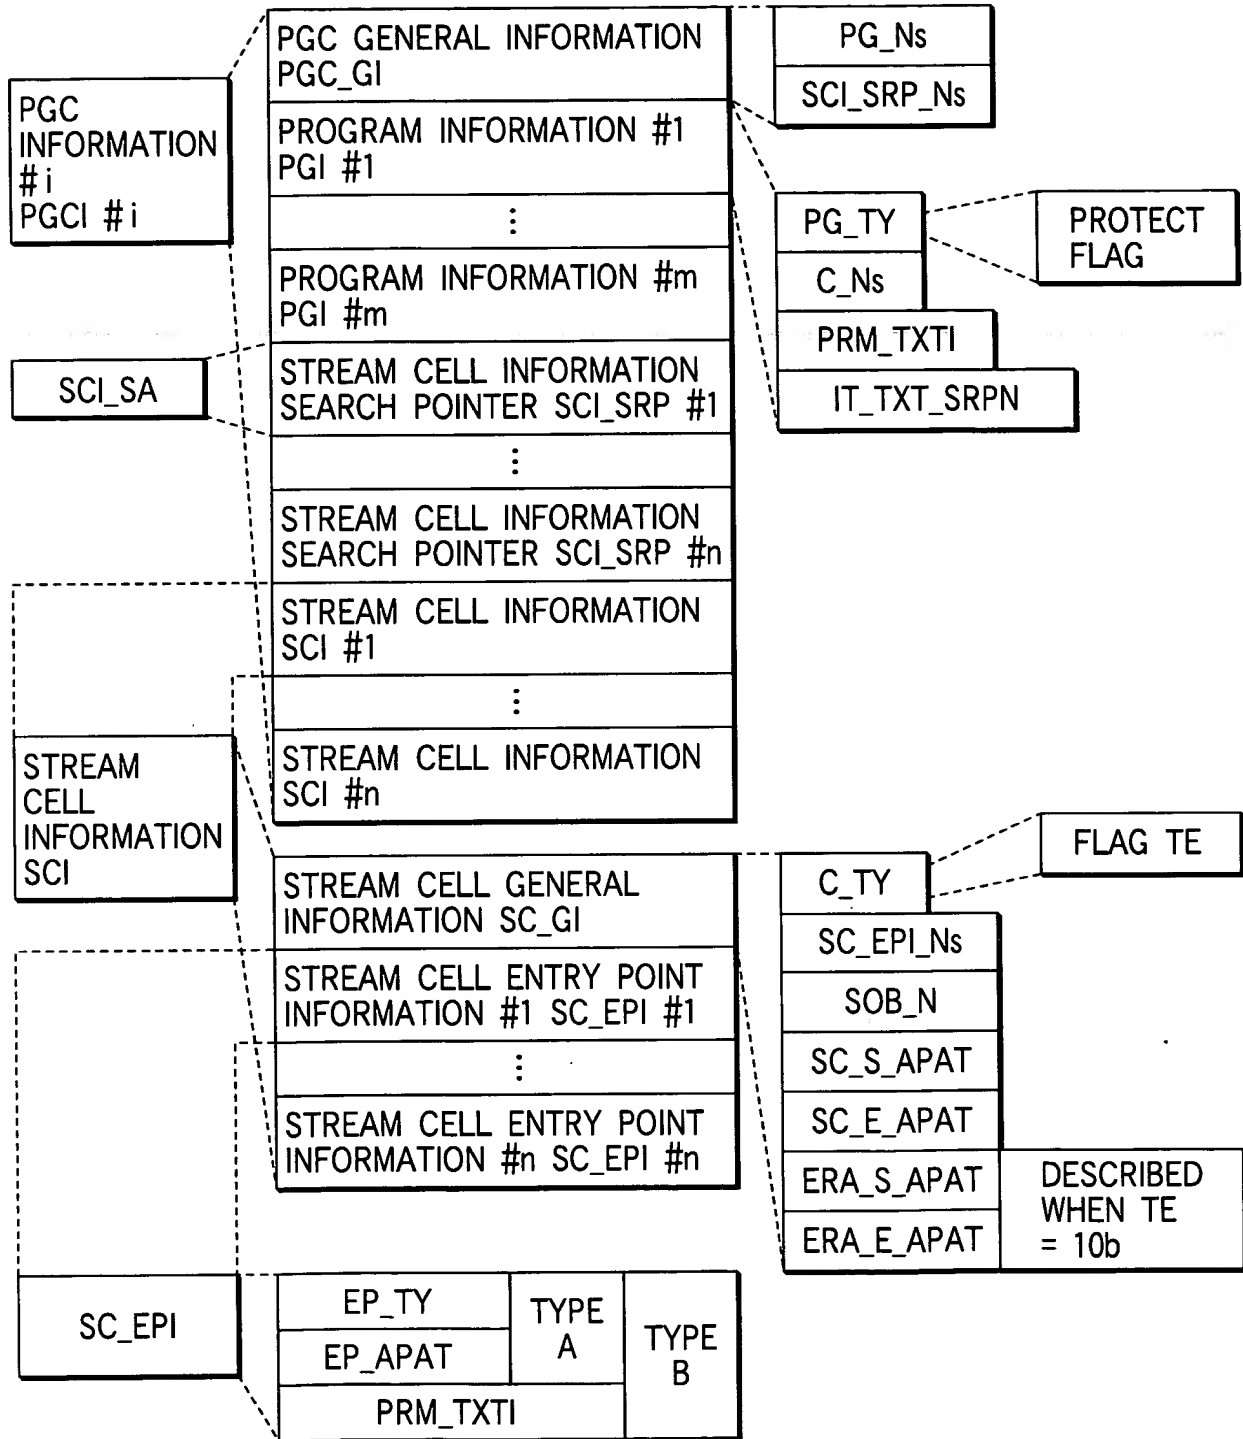 PGC GENERAL INFORMATION
PGC_GI
PG_Ns
SCI_SRP_Ns
PGC
INFORMATION
#i
PGCI #i
PROGRAM INFORMATION #1
PGI #1
⋮
PROGRAM INFORMATION #m
PGI #m
PG_TY
PROTECT
FLAG
C_Ns
PRM_TXTI
IT_TXT_SRPN
SCI_SA
STREAM CELL INFORMATION
SEARCH POINTER SCI_SRP #1
⋮
STREAM CELL INFORMATION
SEARCH POINTER SCI_SRP #n
STREAM CELL INFORMATION
SCI #1
⋮
STREAM CELL INFORMATION
SCI #n
STREAM
CELL
INFORMATION
SCI
STREAM CELL GENERAL
INFORMATION SC_GI
STREAM CELL ENTRY POINT
INFORMATION #1 SC_EPI #1
⋮
STREAM CELL ENTRY POINT
INFORMATION #n SC_EPI #n
C_TY
FLAG TE
SC_EPI_Ns
SOB_N
SC_S_APAT
SC_E_APAT
ERA_S_APAT
ERA_E_APAT
DESCRIBED
WHEN TE
= 10b
SC_EPI
EP_TY
EP_APAT
PRM_TXTI
TYPE
A
TYPE
B